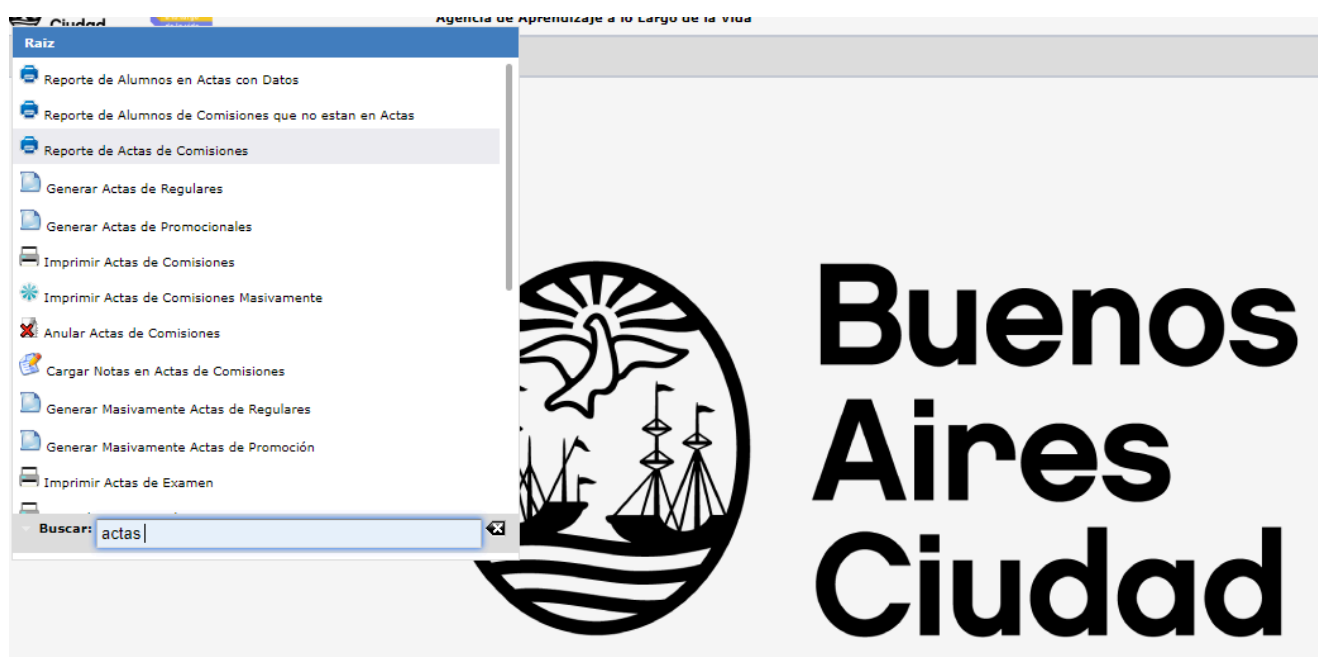 Ciudad
Agencia de Aprendizaje a lo Largo de la Vida
Raiz
Reporte de Alumnos en Actas con Datos
Reporte de Alumnos de Comisiones que no estan en Actas
Reporte de Actas de Comisiones
Generar Actas de Regulares
Generar Actas de Promocionales
Imprimir Actas de Comisiones
Imprimir Actas de Comisiones Masivamente
Anular Actas de Comisiones
Cargar Notas en Actas de Comisiones
Generar Masivamente Actas de Regulares
Generar Masivamente Actas de Promoción
Imprimir Actas de Examen
Buscar: actas
Buenos
Aires
Ciudad